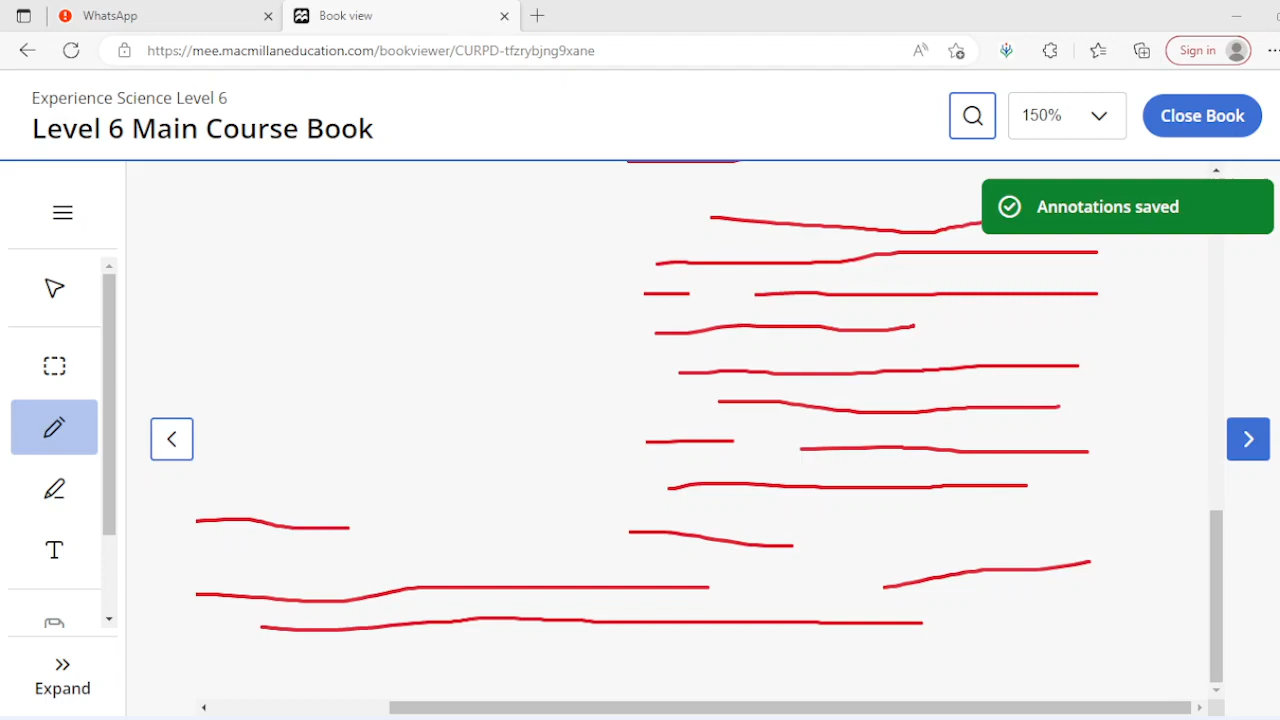 WhatsApp
Book view
https://mee.macmillaneducation.com/bookviewer/CURPD-tfzrybjng9xane
Sign in
Experience Science Level 6
Level 6 Main Course Book
150%
Close Book
Annotations saved
T
Expand